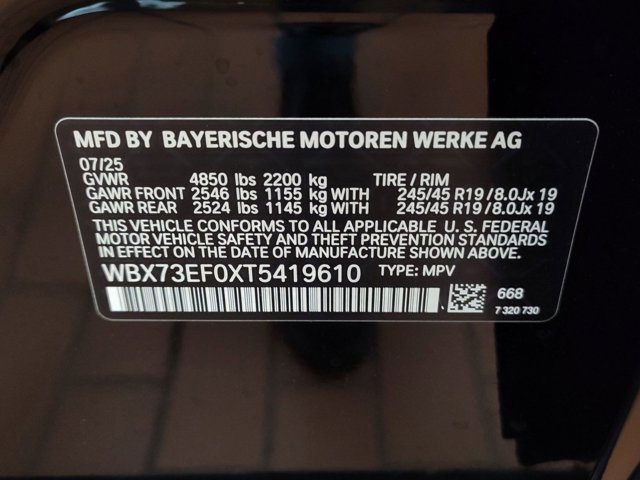 MFD BY BAYERISCHE MOTOREN WERKE AG
07/25
GVWR 4850 lbs 2200 kg TIRE / RIM
GAWR FRONT 2546 lbs 1155 kg WITH 245/45 R19/8.0Jx 19
GAWR REAR 2524 lbs 1145 kg WITH 245/45 R19/8.0Jx 19
THIS VEHICLE CONFORMS TO ALL APPLICABLE U. S. FEDERAL
MOTOR VEHICLE SAFETY AND THEFT PREVENTION STANDARDS
IN EFFECT ON THE DATE OF MANUFACTURE SHOWN ABOVE.
WBX73EF0XT5419610 TYPE: MPV
668
7 320 730